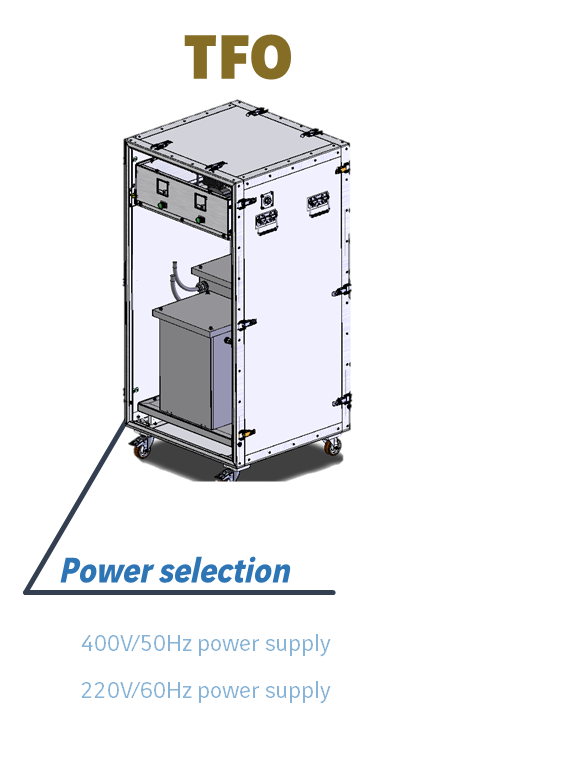 TFO
Power selection
400V/50Hz power supply
220V/60Hz power supply